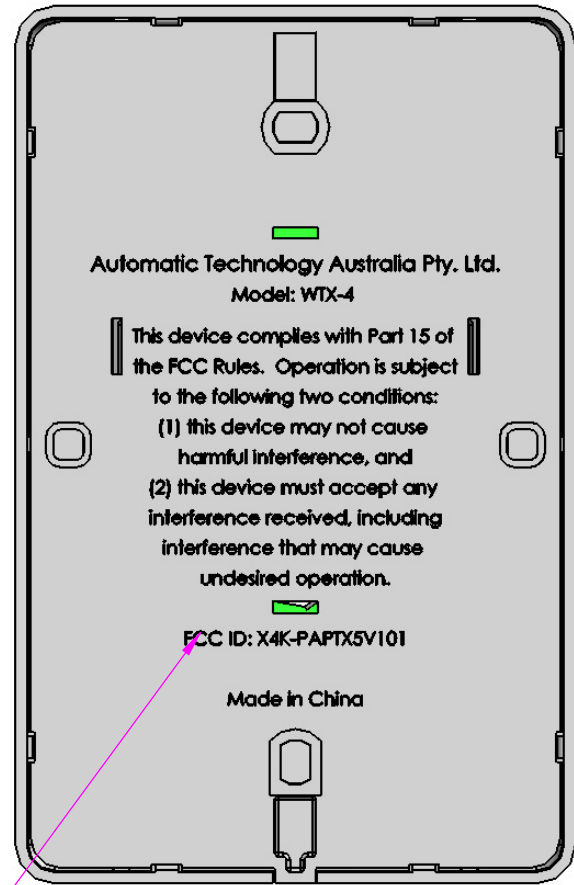 Automatic Technology Australia Pty. Ltd.
Model: WTX-4
This device complies with Part 15 of
the FCC Rules. Operation is subject
to the following two conditions:
(1) this device may not cause
harmful interference, and
(2) this device must accept any
interference received, including
interference that may cause
undesired operation.
FCC ID: X4K-PAPTX5V101
Made in China